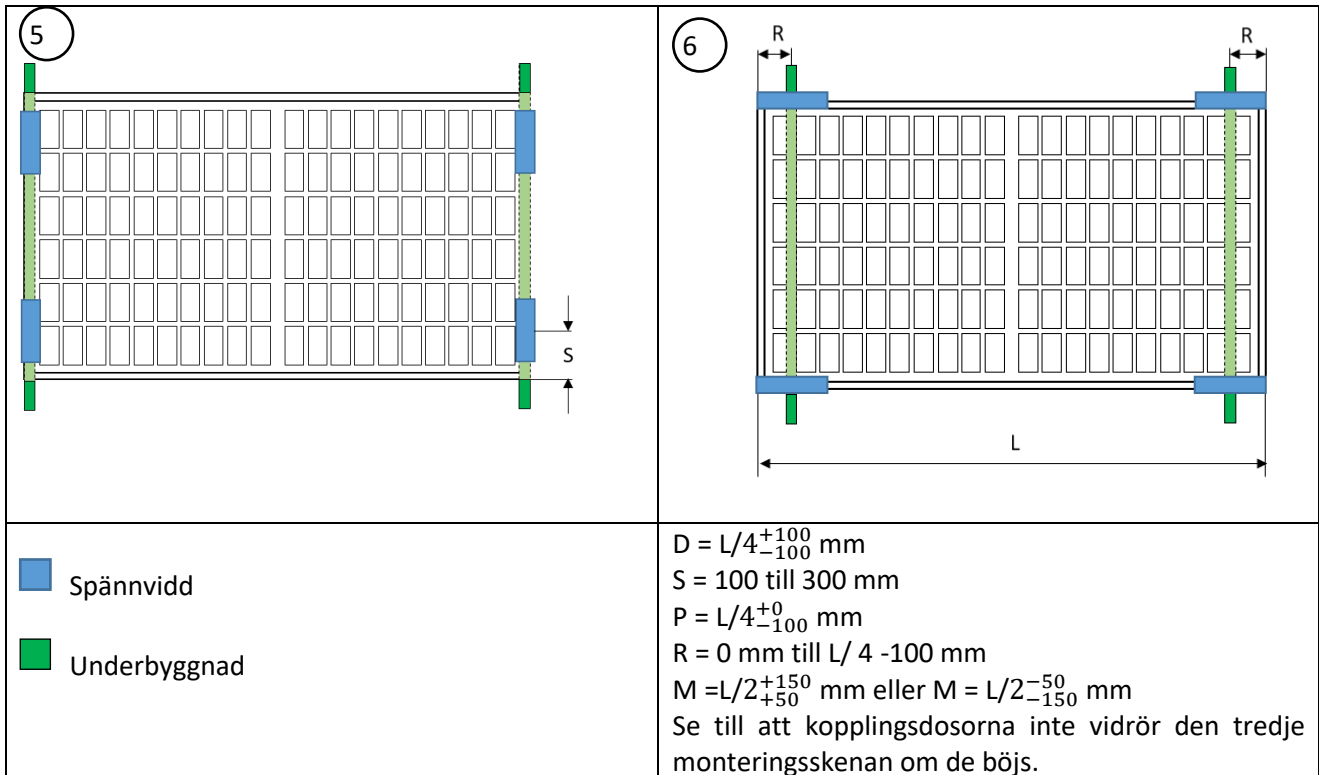 5
S
6
R R
L
Spännvidd
Underbyggnad
D = L/4⁺¹⁰⁰₋₁₀₀ mm
S = 100 till 300 mm
P = L/4⁺⁰₋₁₀₀ mm
R = 0 mm till L/ 4 -100 mm
M =L/2⁺¹⁵⁰₊₅₀ mm eller M = L/2⁻⁵⁰₋₁₅₀ mm
Se till att kopplingsdosorna inte vidrör den tredje
monteringsskenan om de böjs.